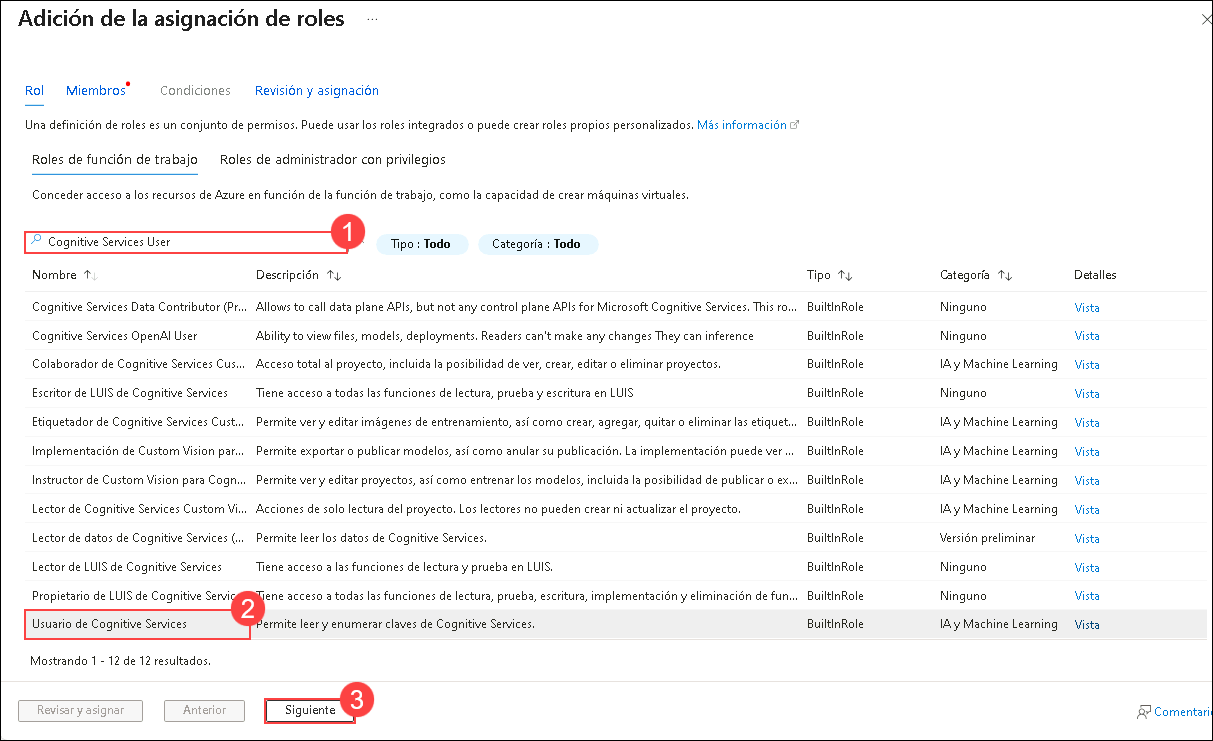 Adición de la asignación de roles ...
Rol Miembros Condiciones Revisión y asignación
Una definición de roles es un conjunto de permisos. Puede usar los roles integrados o puede crear roles propios personalizados. Más información
Roles de función de trabajo Roles de administrador con privilegios
Conceder acceso a los recursos de Azure en función de la función de trabajo, como la capacidad de crear máquinas virtuales.
Cognitive Services User 1 Tipo : Todo Categoría : Todo
Nombre ↑↓ Descripción ↑↓ Tipo ↑↓ Categoría ↑↓ Detalles
Cognitive Services Data Contributor (Pr... Allows to call data plane APIs, but not any control plane APIs for Microsoft Cognitive Services. This ro... BuiltInRole Ninguno Vista
Cognitive Services OpenAI User Ability to view files, models, deployments. Readers can't make any changes They can inference BuiltInRole Ninguno Vista
Colaborador de Cognitive Services Cus... Acceso total al proyecto, incluida la posibilidad de ver, crear, editar o eliminar proyectos. BuiltInRole IA y Machine Learning Vista
Escritor de LUIS de Cognitive Services Tiene acceso a todas las funciones de lectura, prueba y escritura en LUIS BuiltInRole Ninguno Vista
Etiquetador de Cognitive Services Cust... Permite ver y editar imágenes de entrenamiento, así como crear, agregar, quitar o eliminar las etiquet... BuiltInRole IA y Machine Learning Vista
Implementación de Custom Vision par... Permite exportar o publicar modelos, así como anular su publicación. La implementación puede ver ... BuiltInRole IA y Machine Learning Vista
Instructor de Custom Vision para Cogn... Permite ver y editar proyectos, así como entrenar los modelos, incluida la posibilidad de publicar o ex... BuiltInRole IA y Machine Learning Vista
Lector de Cognitive Services Custom Vi... Acciones de solo lectura del proyecto. Los lectores no pueden crear ni actualizar el proyecto. BuiltInRole IA y Machine Learning Vista
Lector de datos de Cognitive Services (... Permite leer los datos de Cognitive Services. BuiltInRole Versión preliminar Vista
Lector de LUIS de Cognitive Services Tiene acceso a las funciones de lectura y prueba en LUIS. BuiltInRole Ninguno Vista
Propietario de LUIS de Cognitive Servic Tiene acceso a todas las funciones de lectura, prueba, escritura, implementación y eliminación de fun... BuiltInRole Ninguno Vista
Usuario de Cognitive Services 2 Permite leer y enumerar claves de Cognitive Services. BuiltInRole IA y Machine Learning Vista
Mostrando 1 - 12 de 12 resultados.
Revisar y asignar Anterior Siguiente 3 Comentari